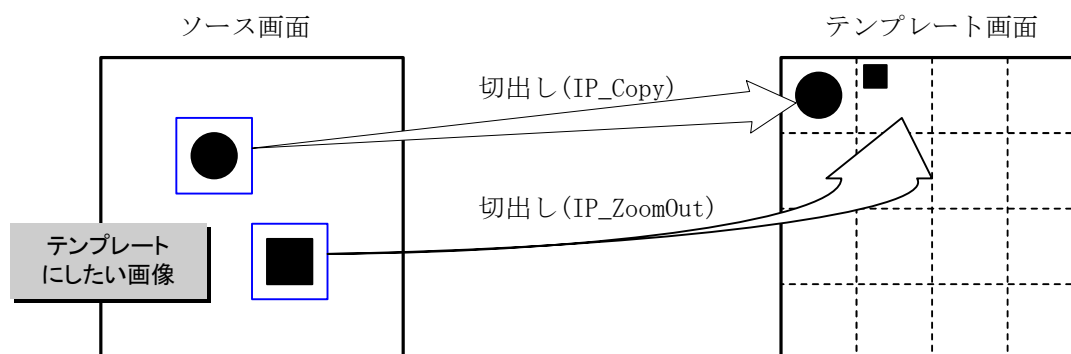 ソース画面
テンプレート画面
切出し(IP_Copy)
切出し(IP_ZoomOut)
テンプレート
にしたい画像